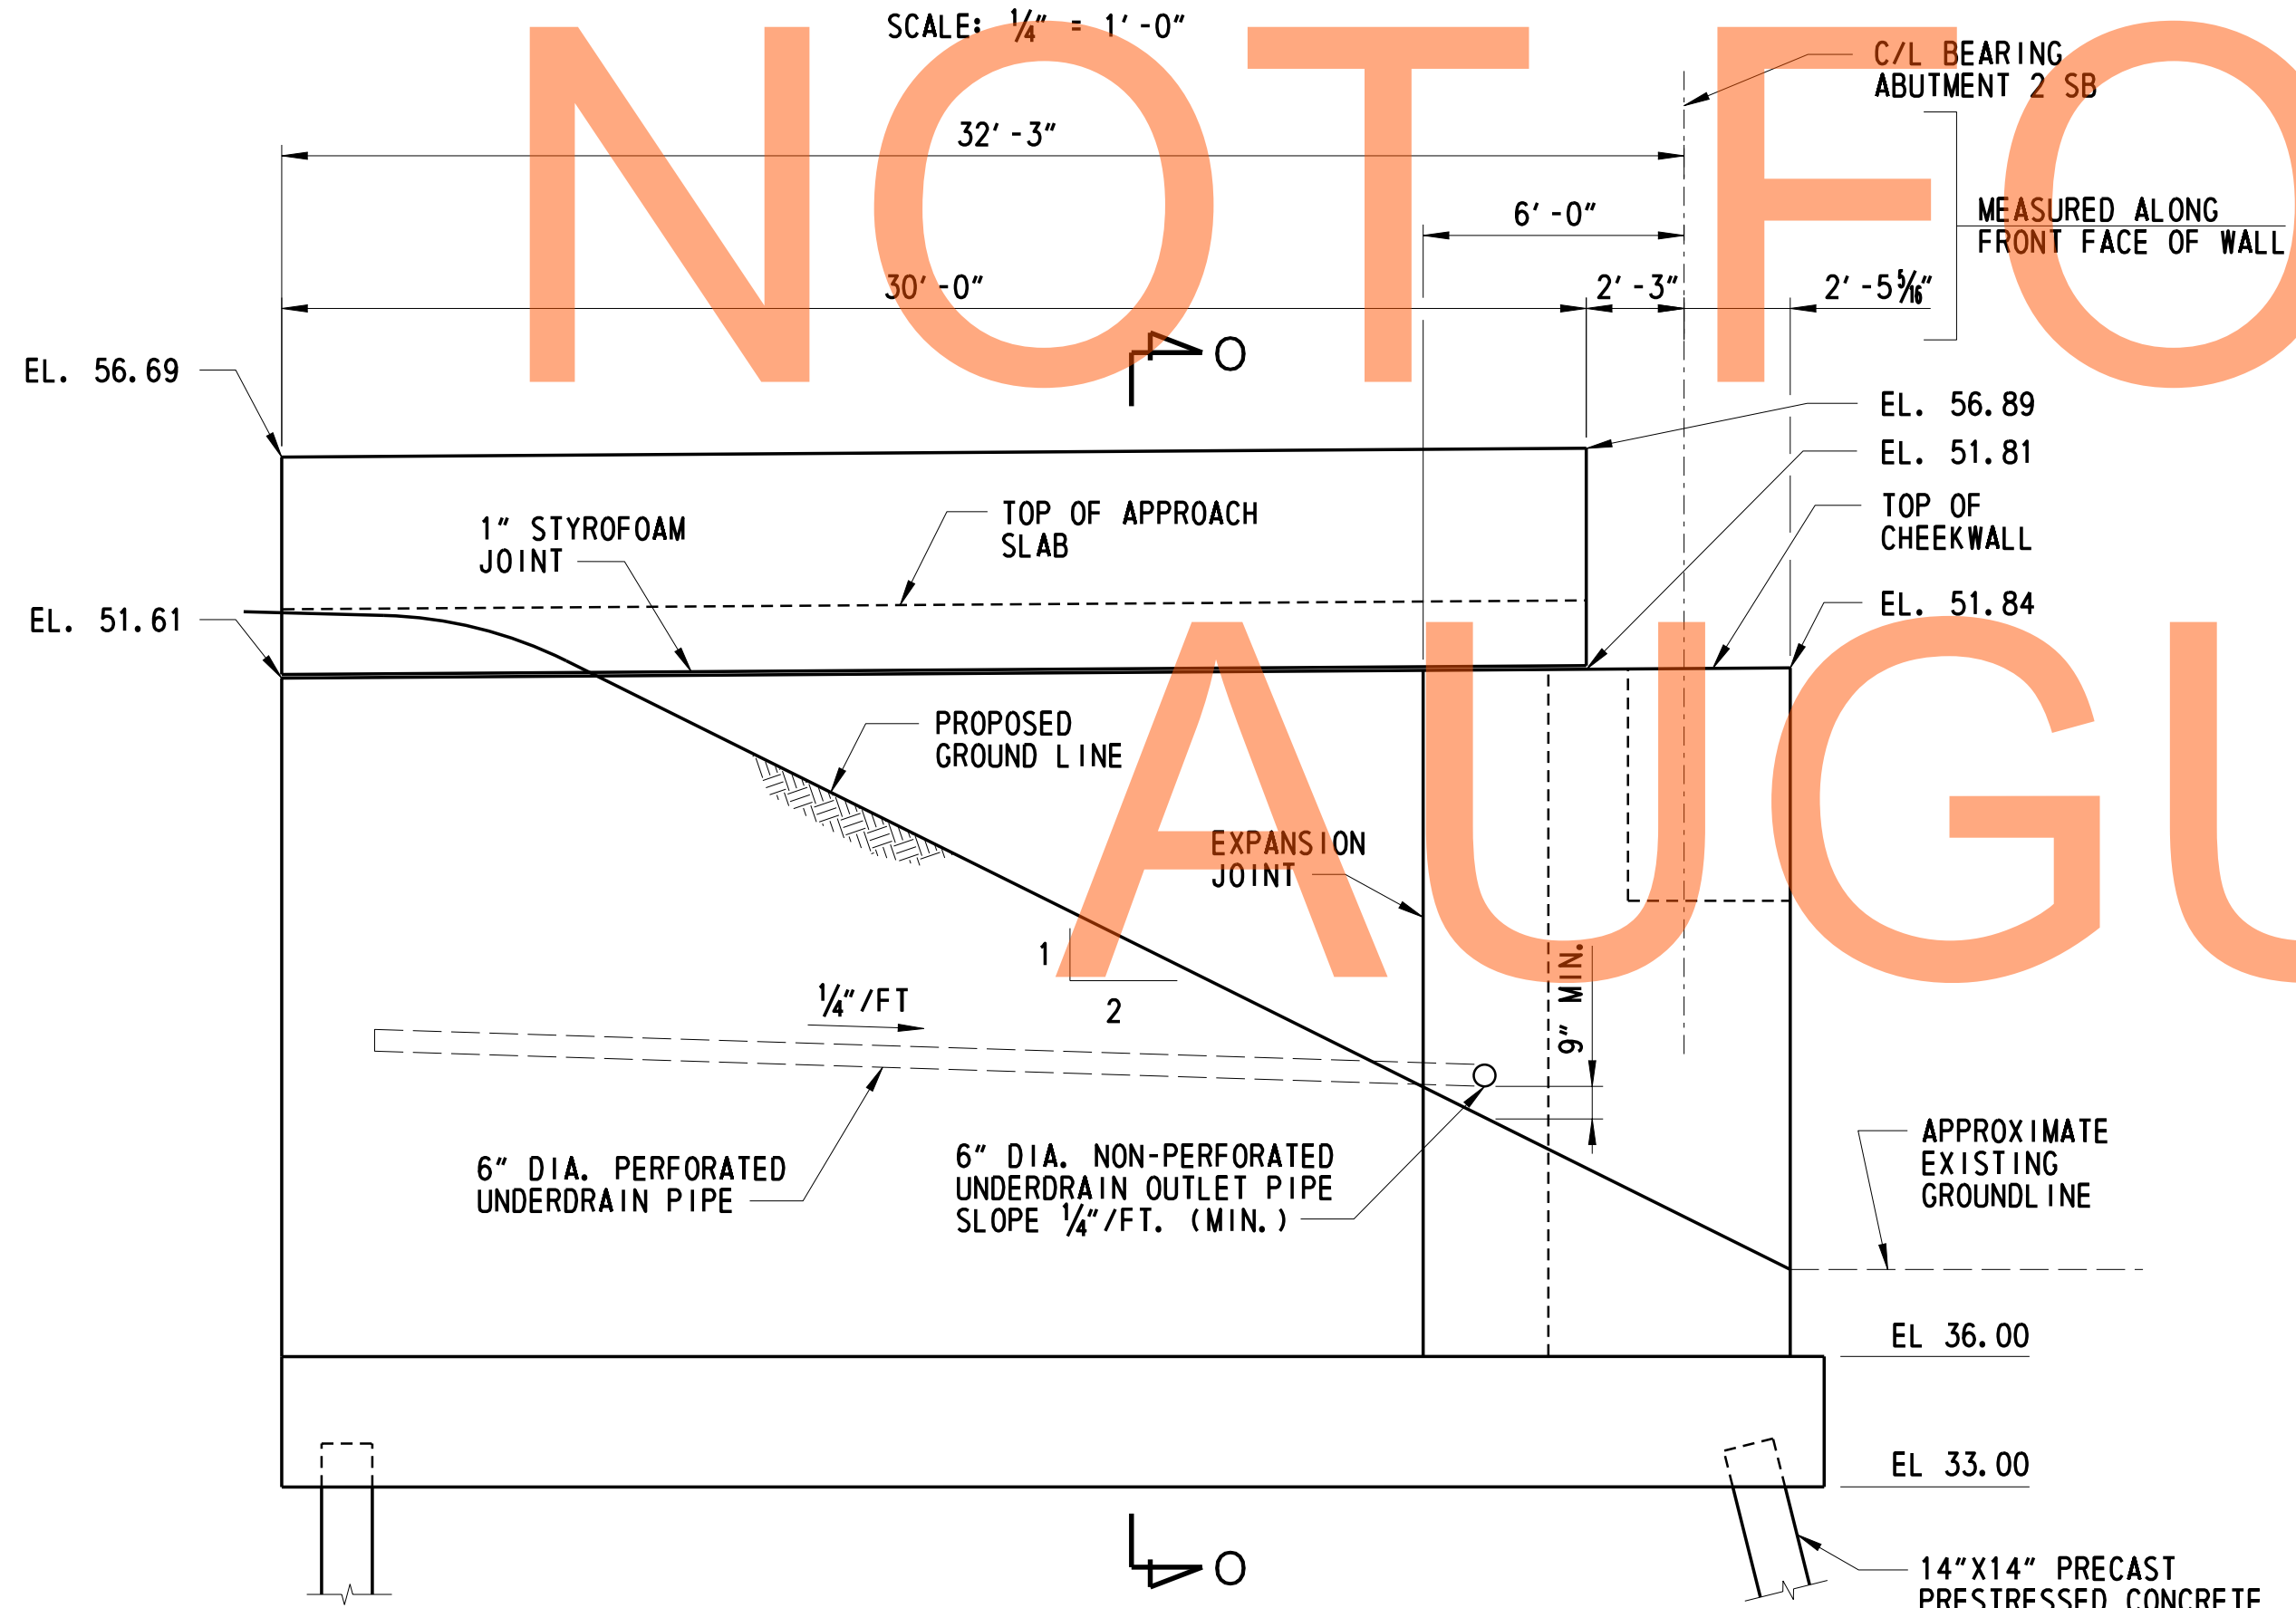 SCALE: 1/4" = 1'-0"
NOT FO
C/L BEARING
ABUTMENT 2 SB
32'-3"
6'-0"
MEASURED ALONG
FRONT FACE OF WALL
30'-0"
2'-3"
2'-5 5/16"
O
EL. 56.69
EL. 56.89
EL. 51.81
TOP OF
CHEEKWALL
1" STYROFOAM
JOINT
TOP OF APPROACH
SLAB
EL. 51.61
EL. 51.84
AUGU
PROPOSED
GROUND LINE
EXPANSION
JOINT
1
2
9" MIN.
1/4"/FT
6" DIA. PERFORATED
UNDERDRAIN PIPE
6" DIA. NON-PERFORATED
UNDERDRAIN OUTLET PIPE
SLOPE 1/4"/FT. (MIN.)
APPROXIMATE
EXISTING
GROUNDLINE
EL 36.00
EL 33.00
O
14"X14" PRECAST
PRESTRESSED CONCRETE